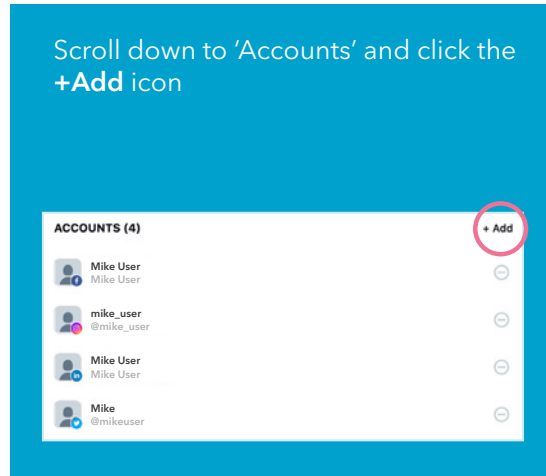 Scroll down to ‘Accounts’ and click the
+Add icon
ACCOUNTS (4)
+ Add
Mike User
Mike User
mike_user
@mike_user
Mike User
Mike User
Mike
@mikeuser